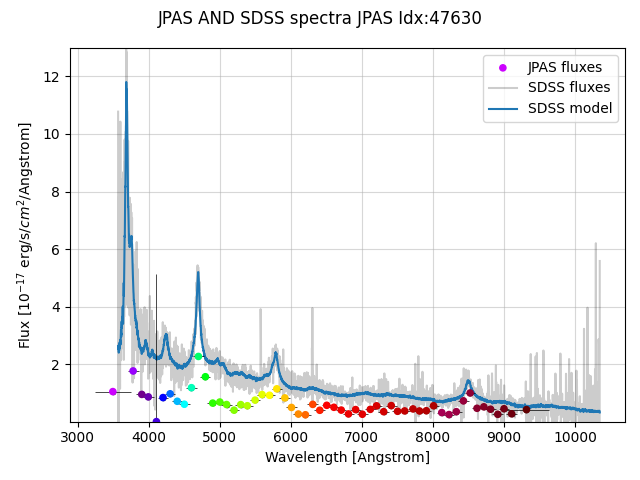 JPAS AND SDSS spectra JPAS Idx:47630
JPAS fluxes
SDSS fluxes
SDSS model
12
10
8
6
4
2
Flux [10^{-17} erg/s/cm^2/Angstrom]
3000 4000 5000 6000 7000 8000 9000 10000
Wavelength [Angstrom]